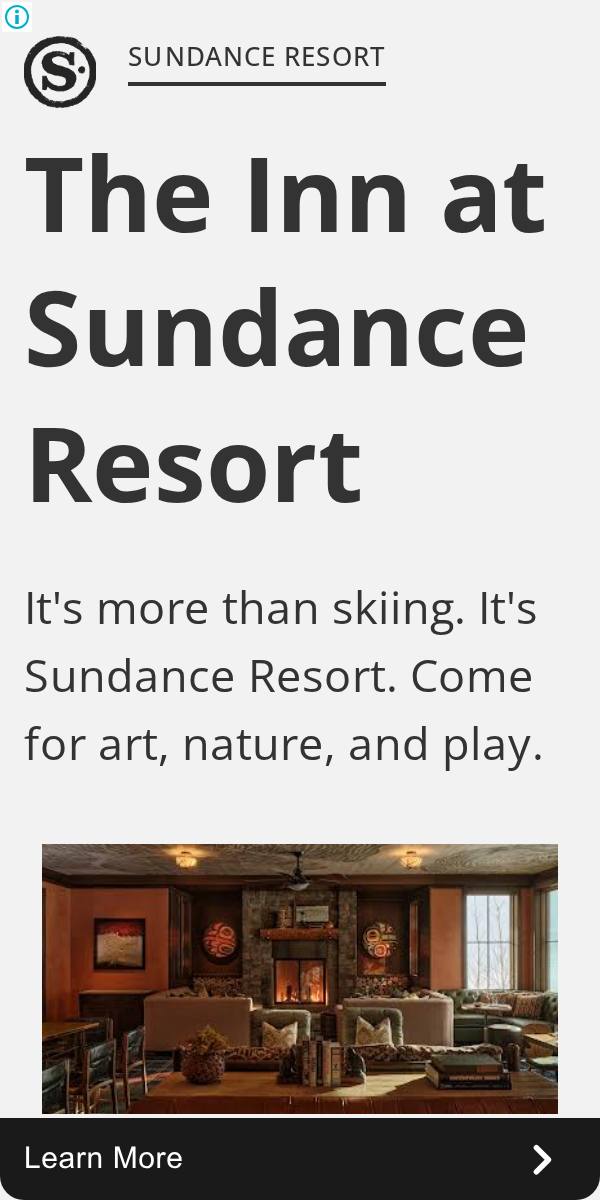 S.
SUNDANCE RESORT
The Inn at
Sundance
Resort
It's more than skiing. It's
Sundance Resort. Come
for art, nature, and play.
Learn More